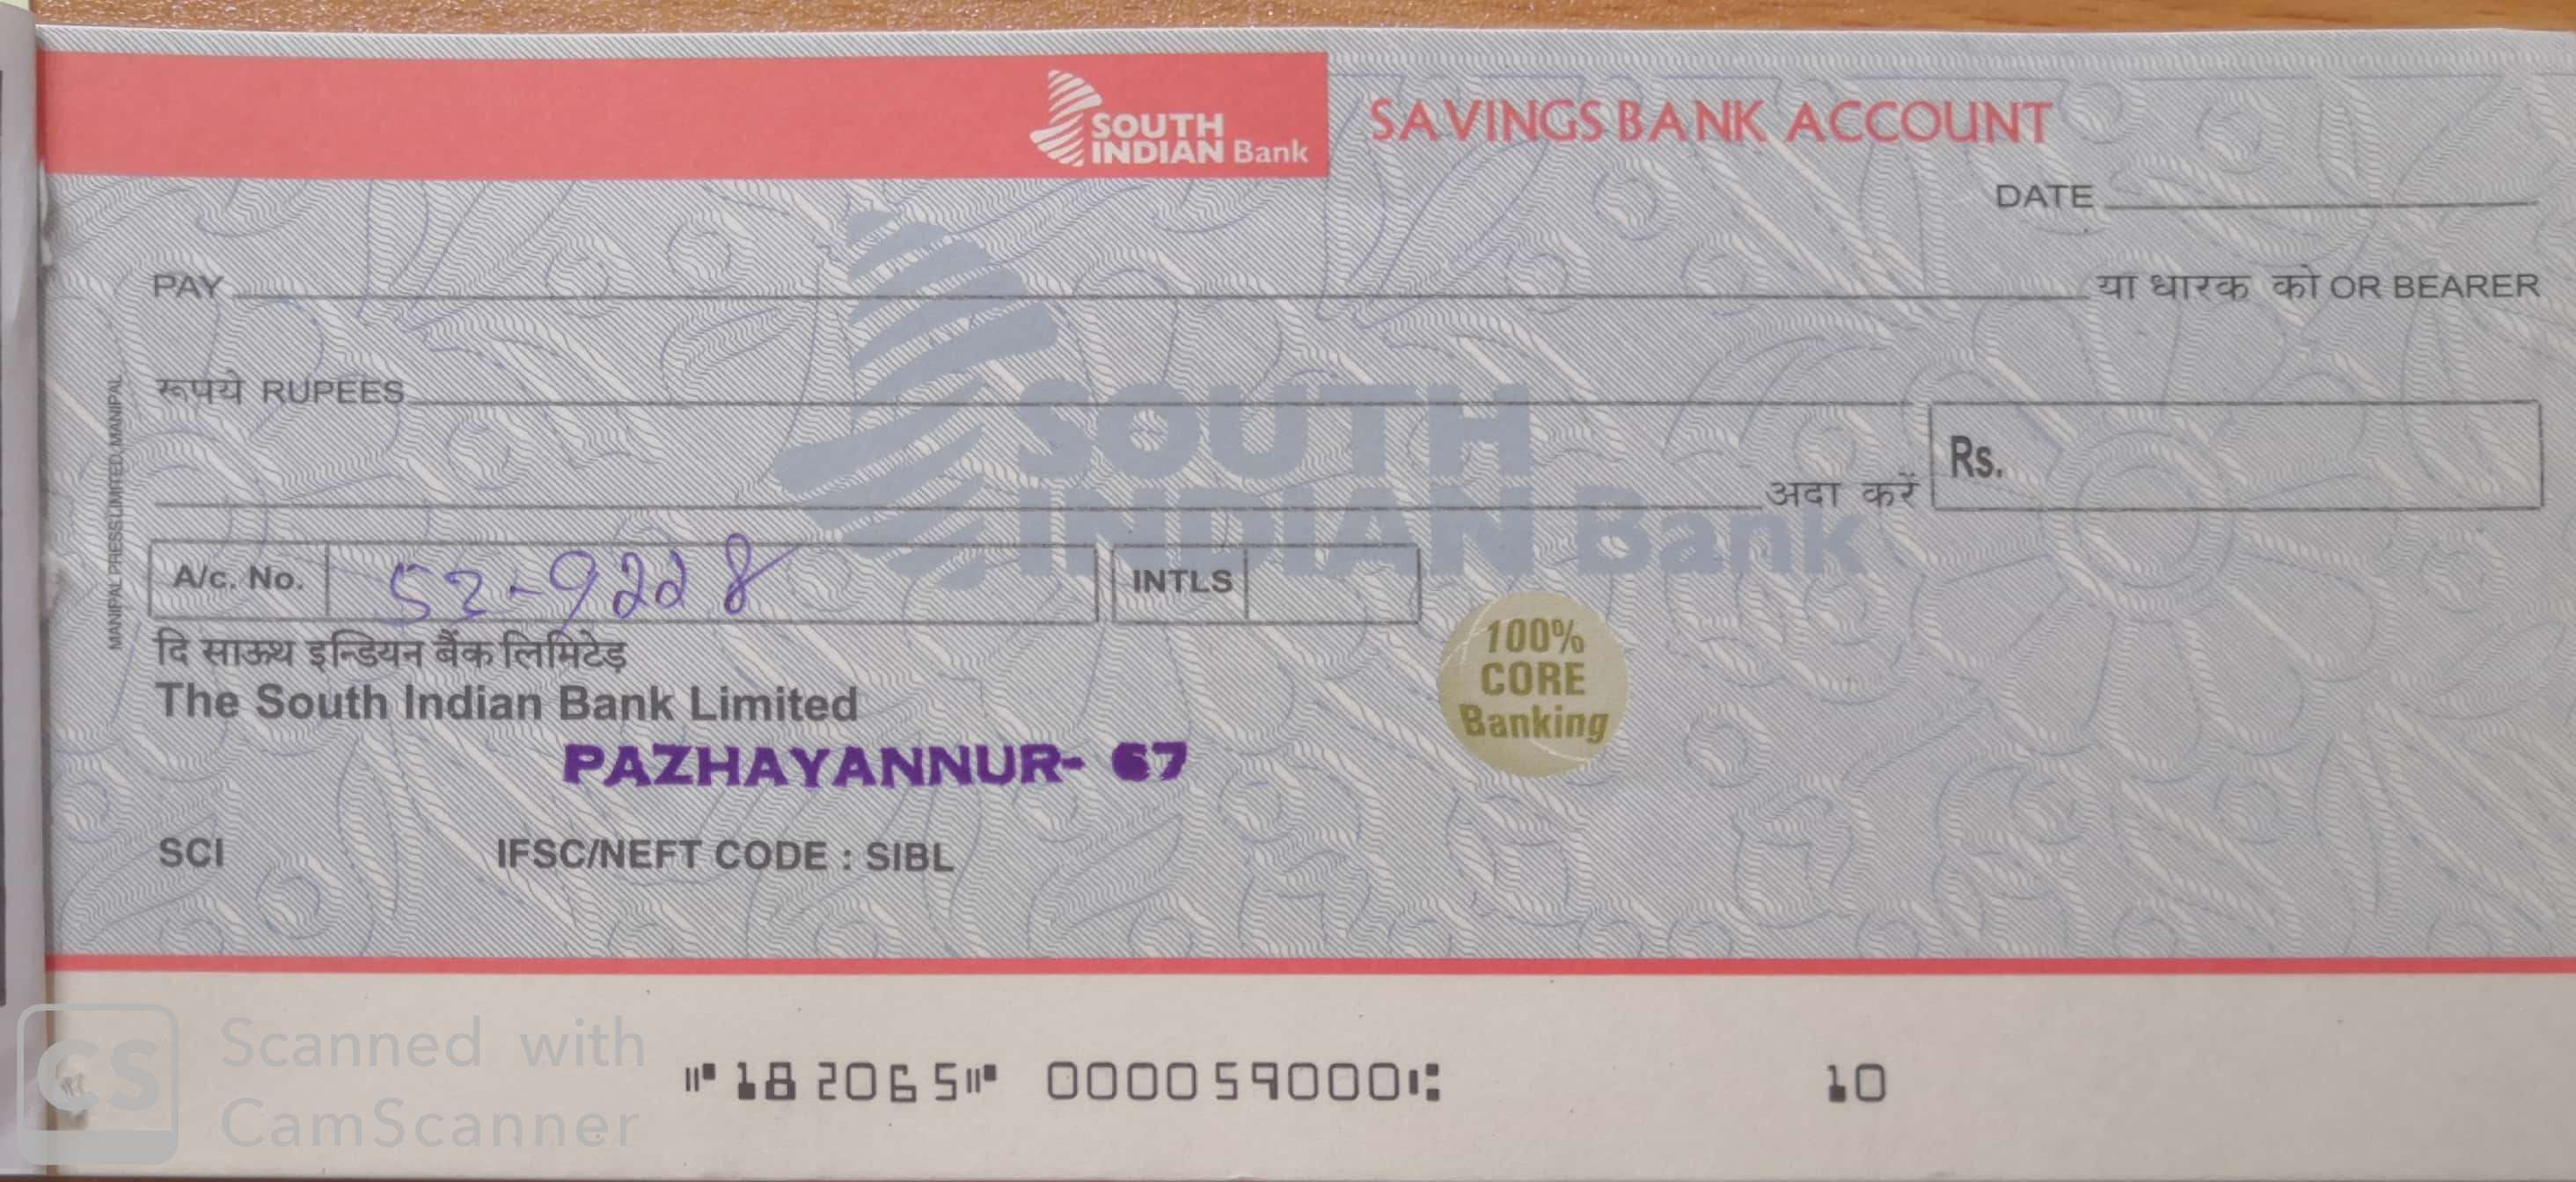 SOUTH
INDIAN Bank
SAVINGS BANK ACCOUNT
DATE
PAY या धारक को OR BEARER
रूपये RUPEES
अदा करें Rs.
SOUTH
INDIAN Bank
A/c. No. 52-9228 INTLS
दि साऊथ इन्डियन बैंक लिमिटेड़
The South Indian Bank Limited
100%
CORE
Banking
PAZHAYANNUR- 67
SCI IFSC/NEFT CODE : SIBL
MANIPAL PRESS LIMITED, MANIPAL
⑈182065⑈ 000059000⑆ 10
CS Scanned with
CamScanner